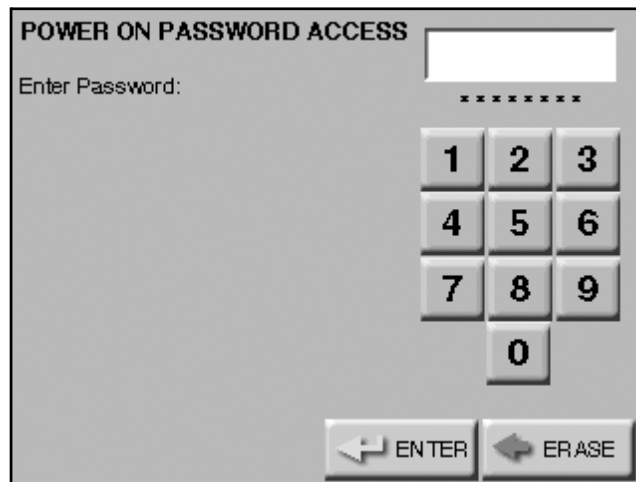 POWER ON PASSWORD ACCESS
Enter Password:
********
1 2 3
4 5 6
7 8 9
0
ENTER ERASE